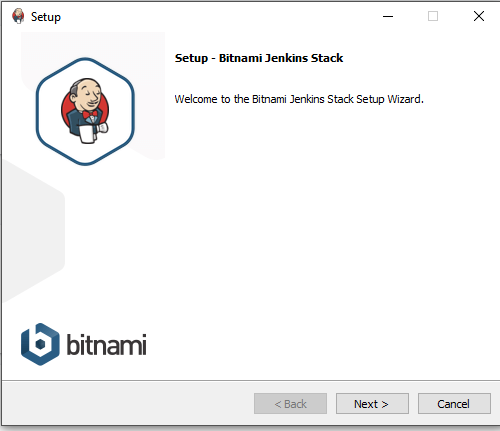 Setup
Setup - Bitnami Jenkins Stack
Welcome to the Bitnami Jenkins Stack Setup Wizard.
bitnami
< Back
Next >
Cancel